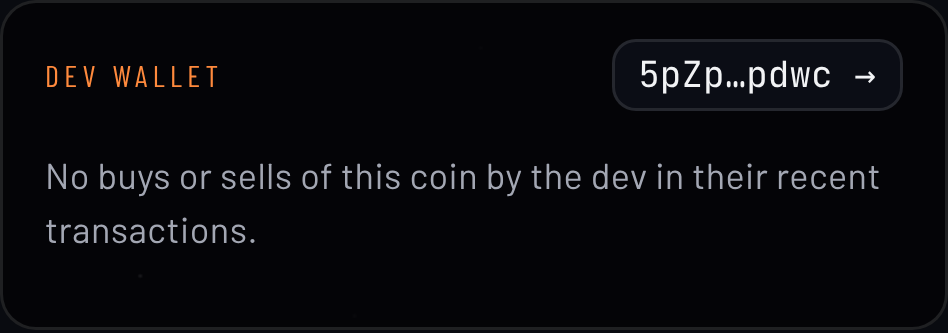 DEV WALLET
5pZp…pdwc →
No buys or sells of this coin by the dev in their recent
transactions.